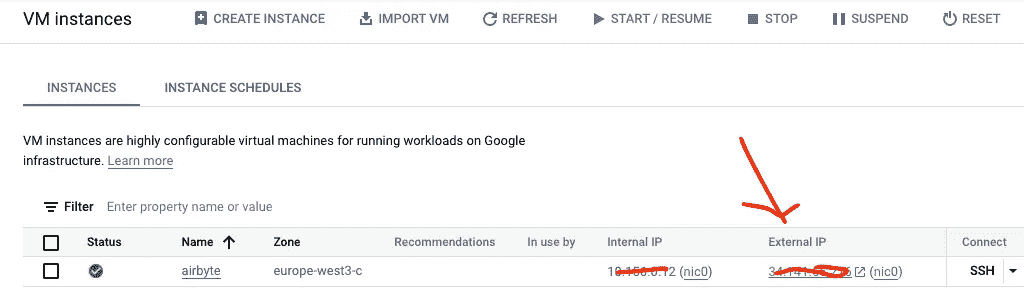 VM instances CREATE INSTANCE IMPORT VM REFRESH START / RESUME STOP SUSPEND RESET
INSTANCES INSTANCE SCHEDULES
VM instances are highly configurable virtual machines for running workloads on Google
infrastructure. Learn more
Filter Enter property name or value
Status Name Zone Recommendations In use by Internal IP External IP Connect
airbyte europe-west3-c (nic0) (nic0) SSH